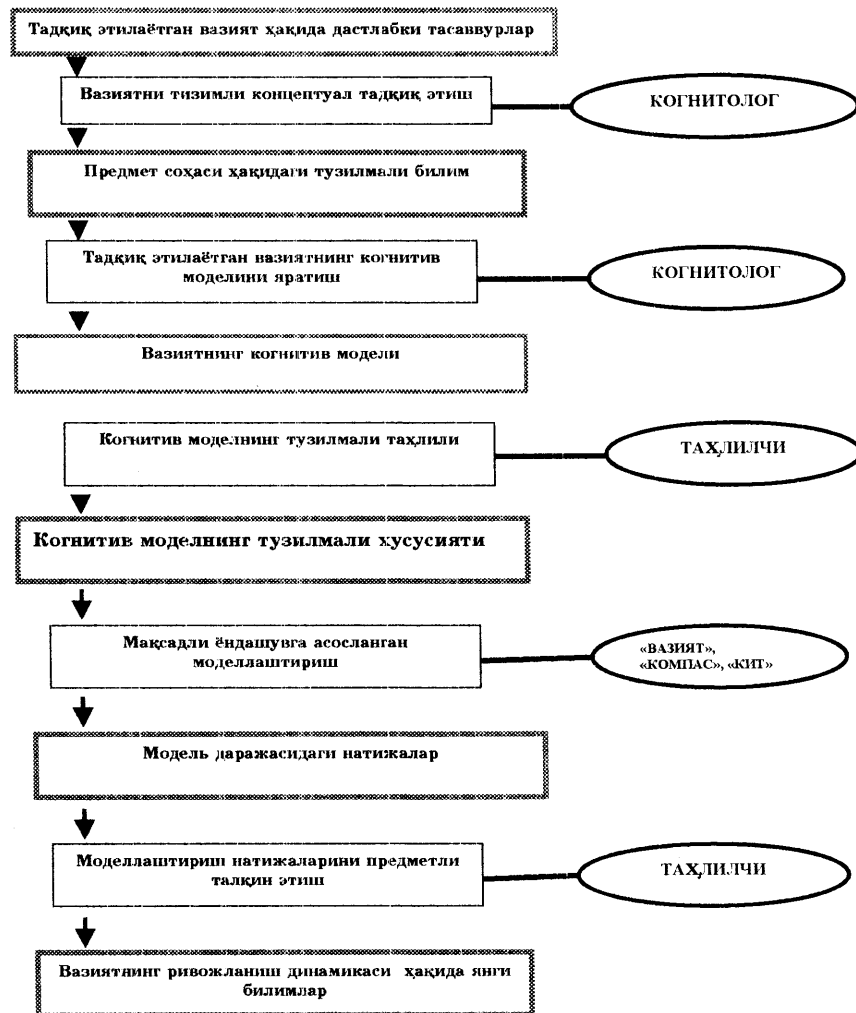 Тадқиқ этилаётган вазият ҳақида дастлабки тасаввурлар
Вазиятни тизимли концептуал тадқиқ этиш
КОГНИТОЛОГ
Предмет соҳаси ҳақидаги тузилмали билим
Тадқиқ этилаётган вазиятнинг когнитив
моделини яратиш
КОГНИТОЛОГ
Вазиятнинг когнитив модели
Когнитив моделнинг тузилмали таҳлили
ТАҲЛИЛЧИ
Когнитив моделнинг тузилмали хусусияти
Мақсадли ёндашувга асосланган
моделлаштириш
«ВАЗИЯТ»,
«КОМПАС», «КИТ»
Модель даражасидаги натижалар
Моделлаштириш натижаларини предметли
талқин этиш
ТАҲЛИЛЧИ
Вазиятнинг ривожланиш динамикаси ҳақида янги
билимлар